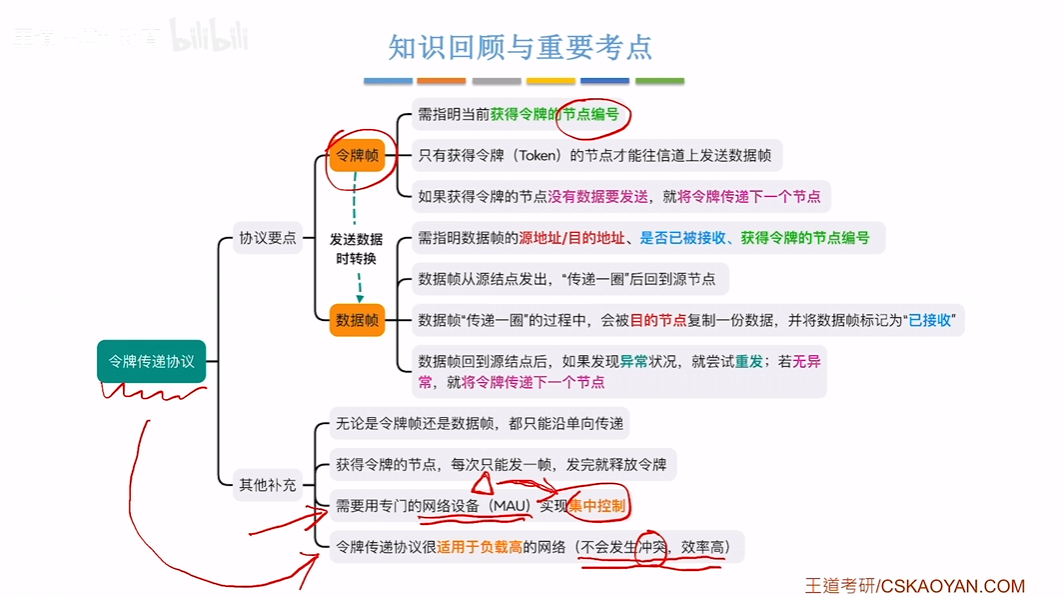 bilibili
知识回顾与重要考点
需指明当前获得令牌的节点编号
令牌帧
只有获得令牌（Token）的节点才能往信道上发送数据帧
如果获得令牌的节点没有数据要发送，就将令牌传递下一个节点
协议要点
发送数据
时转换
需指明数据帧的源地址/目的地址、是否已被接收、获得令牌的节点编号
数据帧从源结点发出，“传递一圈”后回到源节点
数据帧
数据帧“传递一圈”的过程中，会被目的节点复制一份数据，并将数据帧标记为“已接收”
数据帧回到源结点后，如果发现异常状况，就尝试重发；若无异
常，就将令牌传递下一个节点
令牌传递协议
无论是令牌帧还是数据帧，都只能沿单向传递
获得令牌的节点，每次只能发一帧，发完就释放令牌
其他补充
需要用专门的网络设备（MAU）实现集中控制
令牌传递协议很适用于负载高的网络（不会发生冲突，效率高）
王道考研/CSKAOYAN.COM